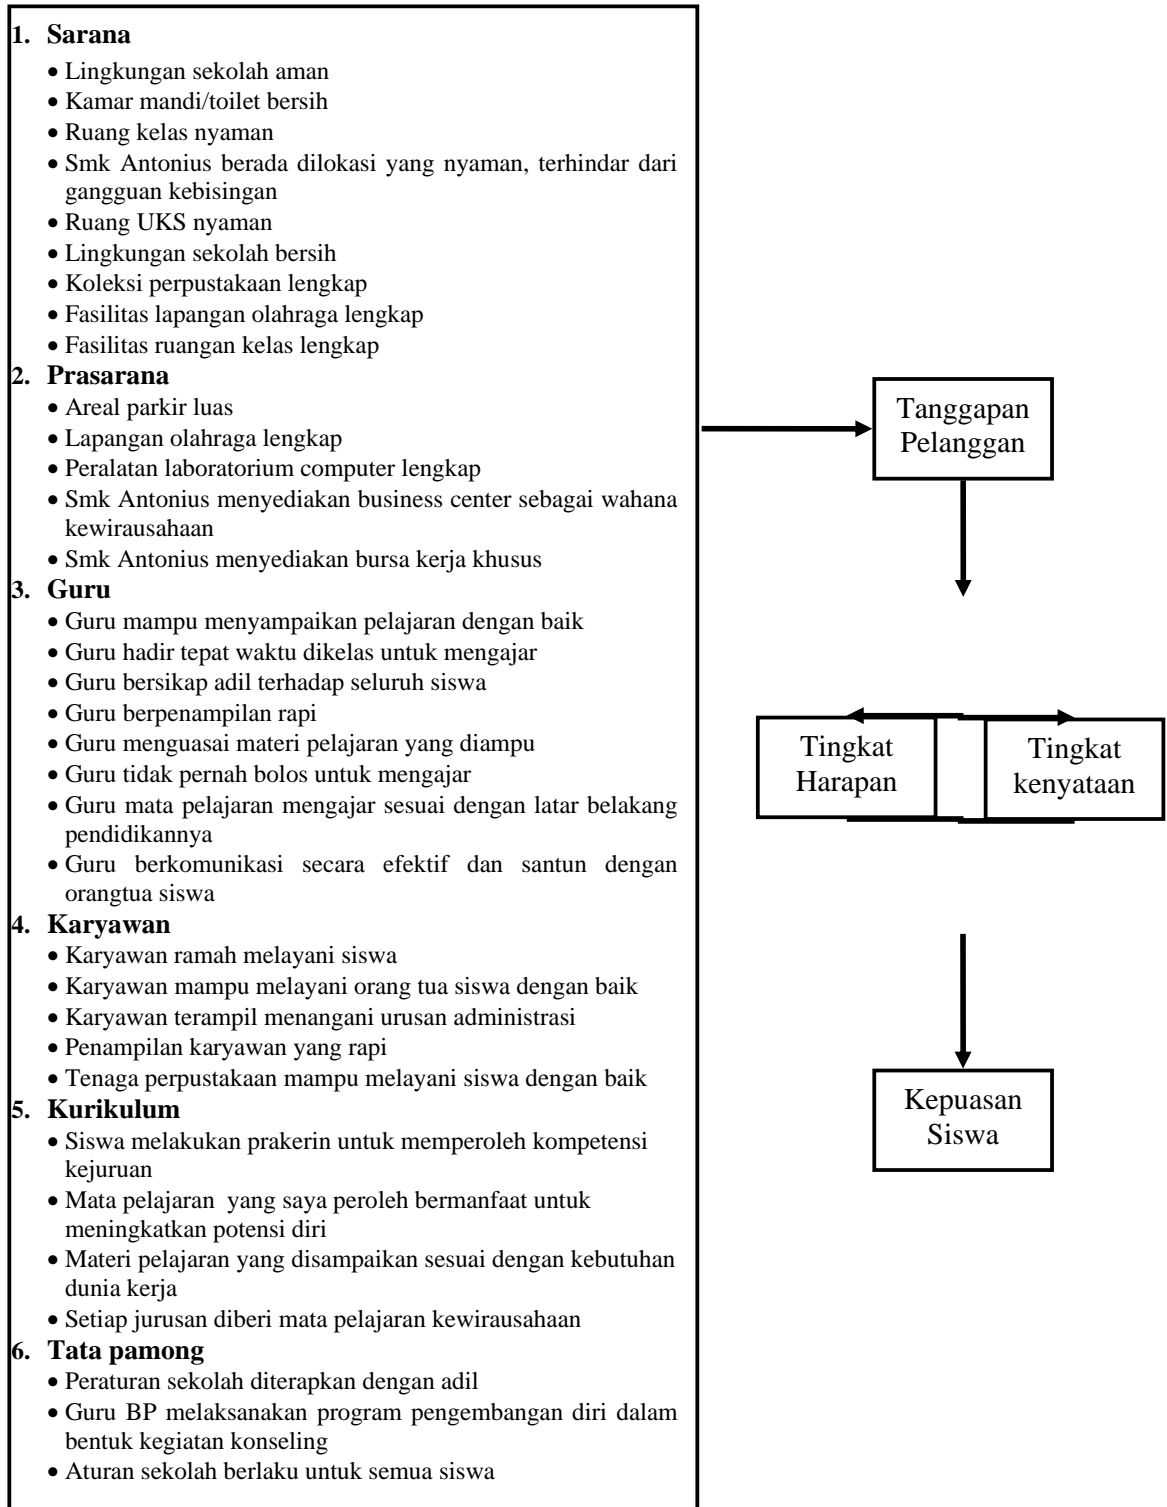 1. Sarana
• Lingkungan sekolah aman
• Kamar mandi/toilet bersih
• Ruang kelas nyaman
• Smk Antonius berada dilokasi yang nyaman, terhindar dari
gangguan kebisingan
• Ruang UKS nyaman
• Lingkungan sekolah bersih
• Koleksi perpustakaan lengkap
• Fasilitas lapangan olahraga lengkap
• Fasilitas ruangan kelas lengkap
2. Prasarana
• Areal parkir luas
• Lapangan olahraga lengkap
• Peralatan laboratorium computer lengkap
• Smk Antonius menyediakan business center sebagai wahana
kewirausahaan
• Smk Antonius menyediakan bursa kerja khusus
3. Guru
• Guru mampu menyampaikan pelajaran dengan baik
• Guru hadir tepat waktu dikelas untuk mengajar
• Guru bersikap adil terhadap seluruh siswa
• Guru berpenampilan rapi
• Guru menguasai materi pelajaran yang diampu
• Guru tidak pernah bolos untuk mengajar
• Guru mata pelajaran mengajar sesuai dengan latar belakang
pendidikannya
• Guru berkomunikasi secara efektif dan santun dengan
orangtua siswa
4. Karyawan
• Karyawan ramah melayani siswa
• Karyawan mampu melayani orang tua siswa dengan baik
• Karyawan terampil menangani urusan administrasi
• Penampilan karyawan yang rapi
• Tenaga perpustakaan mampu melayani siswa dengan baik
5. Kurikulum
• Siswa melakukan prakerin untuk memperoleh kompetensi
kejuruan
• Mata pelajaran yang saya peroleh bermanfaat untuk
meningkatkan potensi diri
• Materi pelajaran yang disampaikan sesuai dengan kebutuhan
dunia kerja
• Setiap jurusan diberi mata pelajaran kewirausahaan
6. Tata pamong
• Peraturan sekolah diterapkan dengan adil
• Guru BP melaksanakan program pengembangan diri dalam
bentuk kegiatan konseling
• Aturan sekolah berlaku untuk semua siswa
Tanggapan
Pelanggan
Tingkat
Harapan
Tingkat
kenyataan
Kepuasan
Siswa